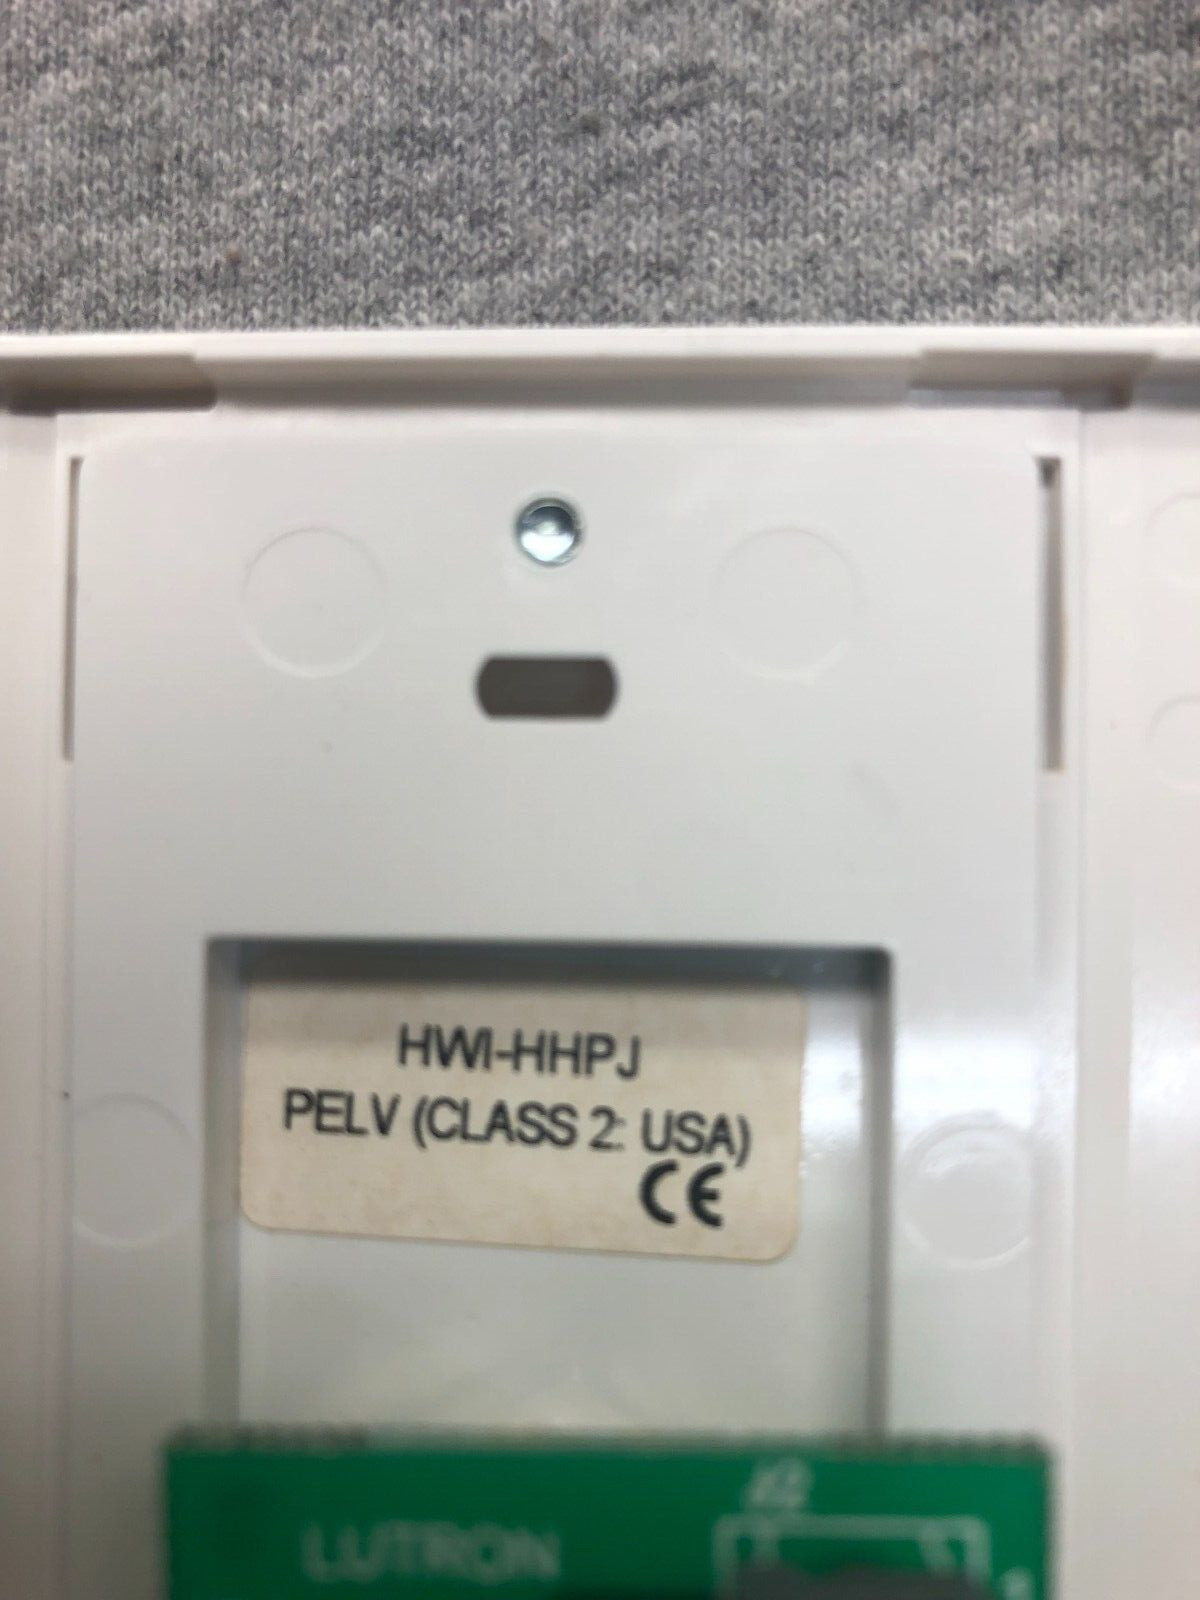 HWI-HHPJ
PELV (CLASS 2: USA)
CE
LUTRON